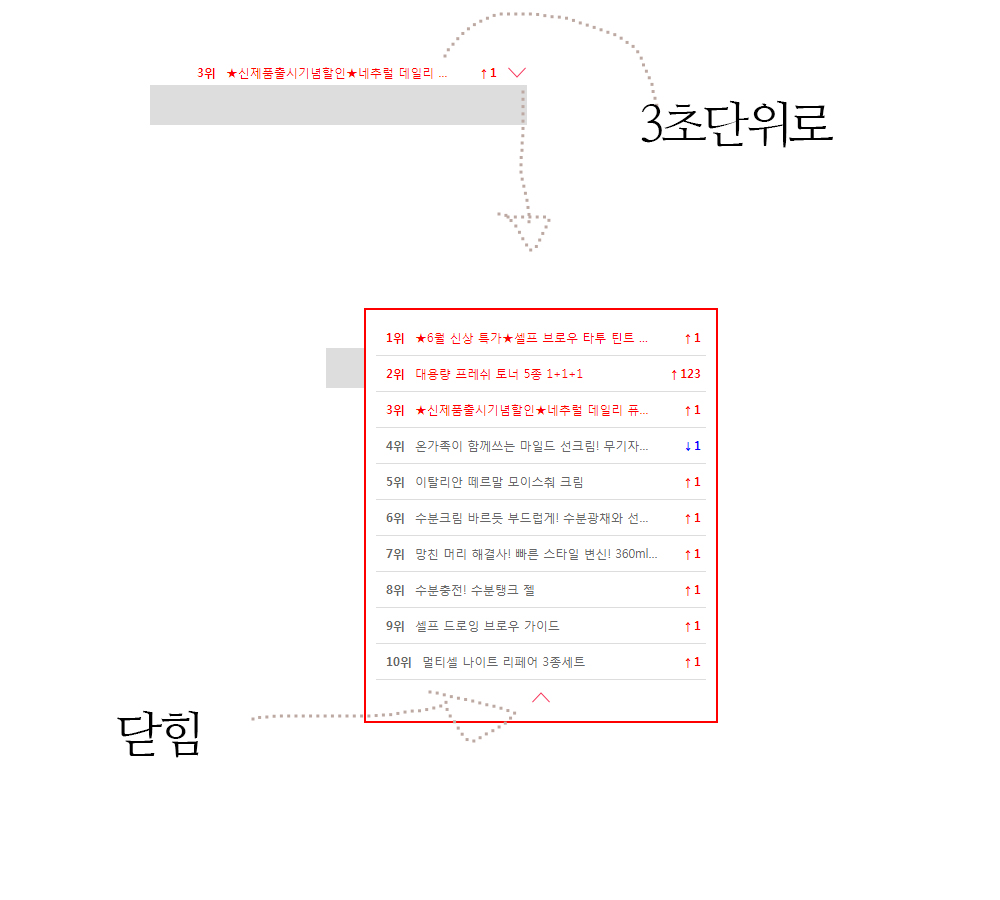 3위 ★신제품출시기념할인★네추럴 데일리 ... ↑1
3초단위로
1위 ★6월 신상 특가★셀프 브로우 타투 틴트 ... ↑1
2위 대용량 프레쉬 토너 5종 1+1+1 ↑123
3위 ★신제품출시기념할인★네추럴 데일리 퓨... ↑1
4위 온가족이 함께쓰는 마일드 선크림! 무기자... ↓1
5위 이탈리안 떼르말 모이스춰 크림 ↑1
6위 수분크림 바르듯 부드럽게! 수분광채와 선... ↑1
7위 망친 머리 해결사! 빠른 스타일 변신! 360ml... ↑1
8위 수분충전! 수분탱크 젤 ↑1
9위 셀프 드로잉 브로우 가이드 ↑1
10위 멀티셀 나이트 리페어 3종세트 ↑1
닫힘